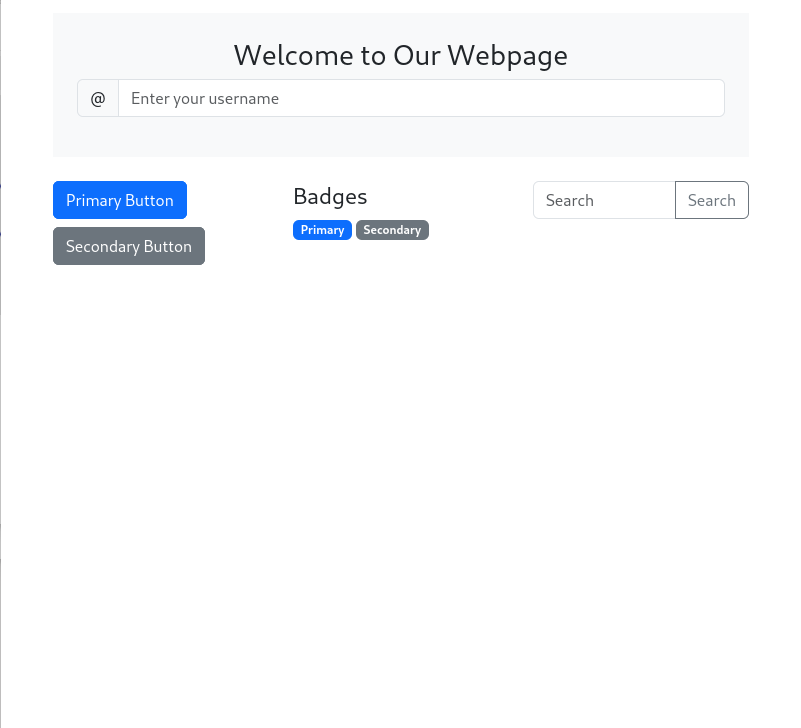 Welcome to Our Webpage
@ Enter your username
Primary Button
Secondary Button
Badges
Primary Secondary
Search Search